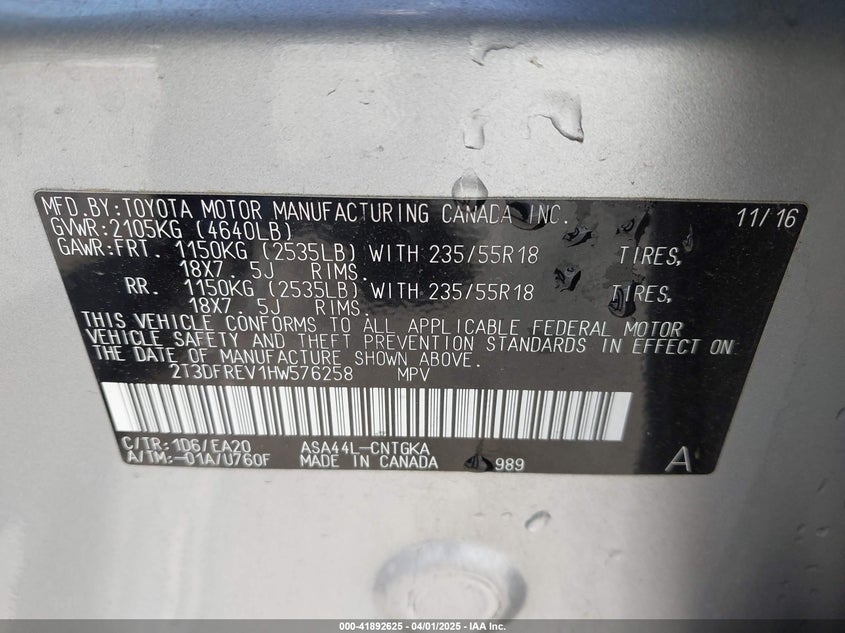 MFD.BY:TOYOTA MOTOR MANUFACTURING CANADA INC. 11/16
GVWR:2105KG (4640LB)
GAWR:FRT. 1150KG (2535LB) WITH 235/55R18 TIRES,
18X7. 5J RIMS.
RR. 1150KG (2535LB) WITH 235/55R18 TIRES,
18X7. 5J RIMS.
THIS VEHICLE CONFORMS TO ALL APPLICABLE FEDERAL MOTOR
VEHICLE SAFETY AND THEFT PREVENTION STANDARDS IN EFFECT ON
THE DATE OF MANUFACTURE SHOWN ABOVE.
2T3DFREV1HW576258 MPV
C/TR:1D6/EA20 ASA44L-CNTGKA
A/TM:-01A/U760F MADE IN CANADA 989 A
000-41892625 - 04/01/2025 - IAA Inc.